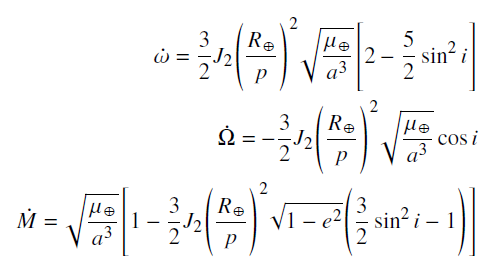 ω̇ = 3/2 J₂ (R⊕/p)² √(μ⊕/a³) [2 − 5/2 sin² i]
Ω̇ = −3/2 J₂ (R⊕/p)² √(μ⊕/a³) cos i
Ṁ = √(μ⊕/a³) [1 − 3/2 J₂ (R⊕/p)² √(1 − e²) (3/2 sin² i − 1)]